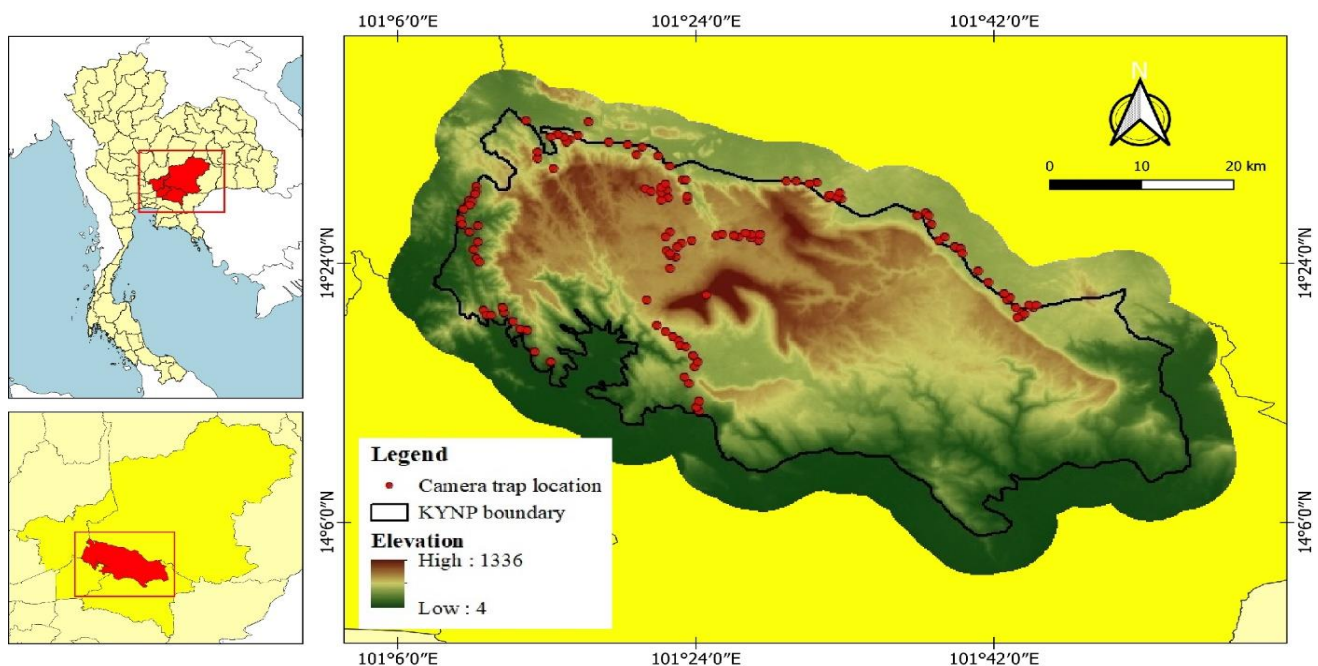 101°6′0″E 101°24′0″E 101°42′0″E
N
0 10 20 km
14°24′0″N 14°24′0″N
Legend
Camera trap location
KYNP boundary
Elevation
High : 1336
Low : 4
14°6′0″N 14°6′0″N
101°6′0″E 101°24′0″E 101°42′0″E